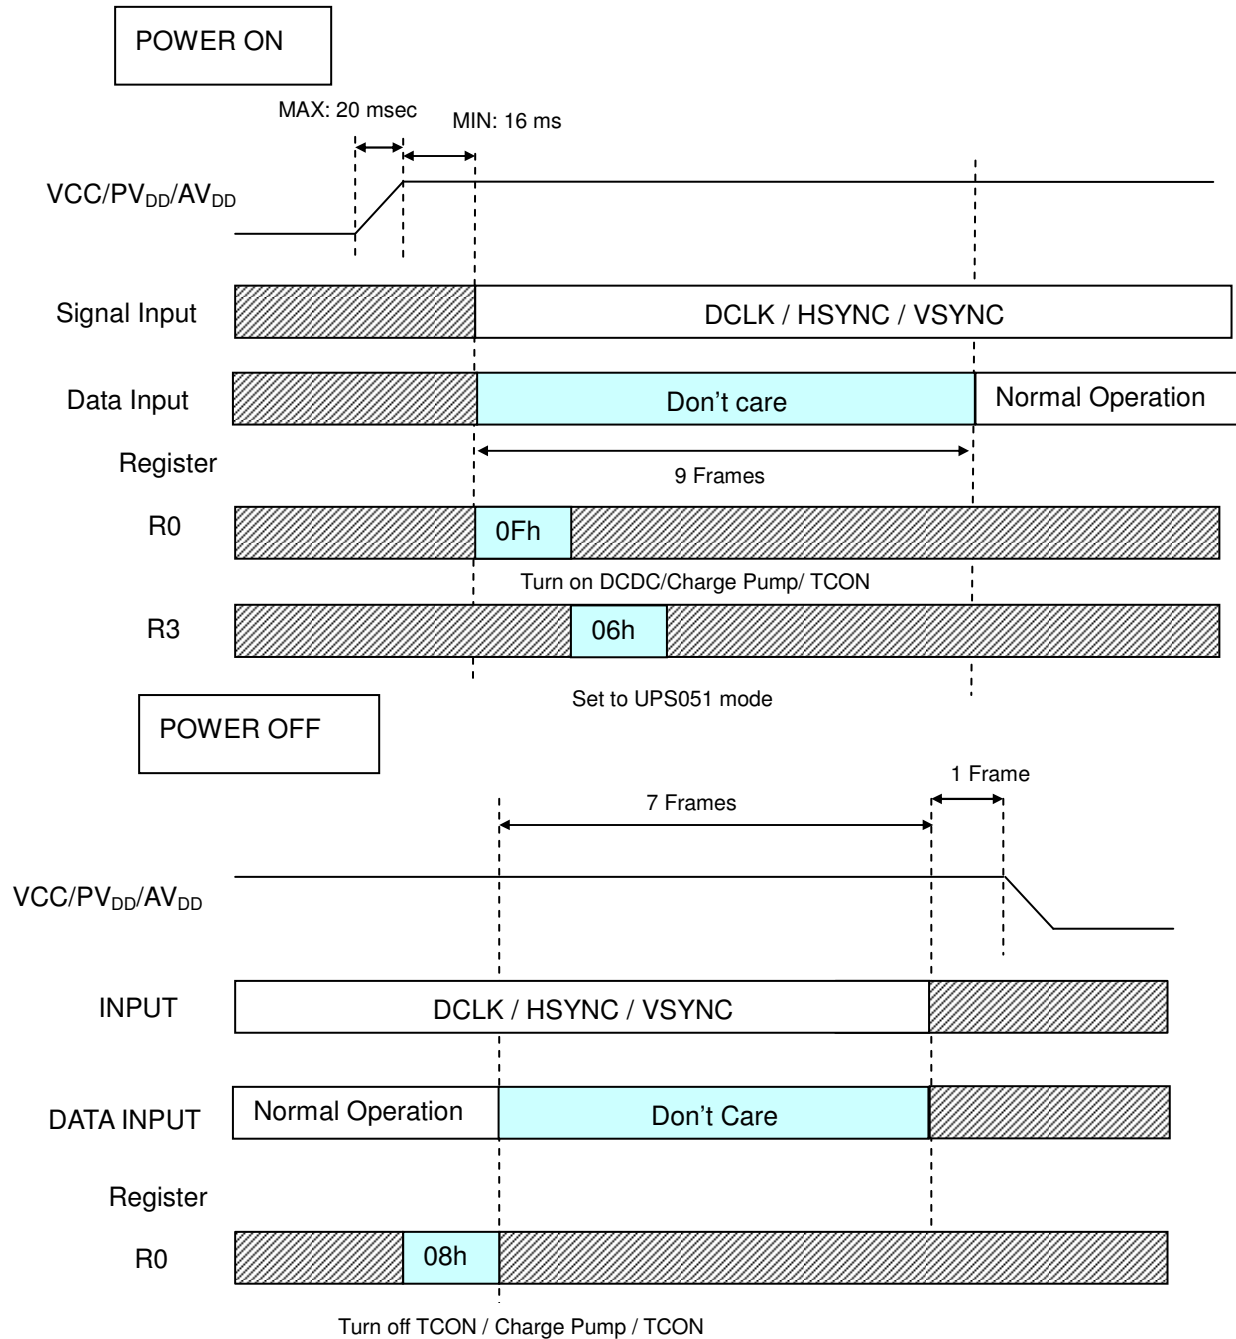 POWER ON
MAX: 20 msec
MIN: 16 ms
VCC/PVDD/AVDD
Signal Input
DCLK / HSYNC / VSYNC
Data Input
Don't care
Normal Operation
Register
9 Frames
R0
0Fh
Turn on DCDC/Charge Pump/ TCON
R3
06h
Set to UPS051 mode
POWER OFF
1 Frame
7 Frames
VCC/PVDD/AVDD
INPUT
DCLK / HSYNC / VSYNC
DATA INPUT
Normal Operation
Don't Care
Register
R0
08h
Turn off TCON / Charge Pump / TCON